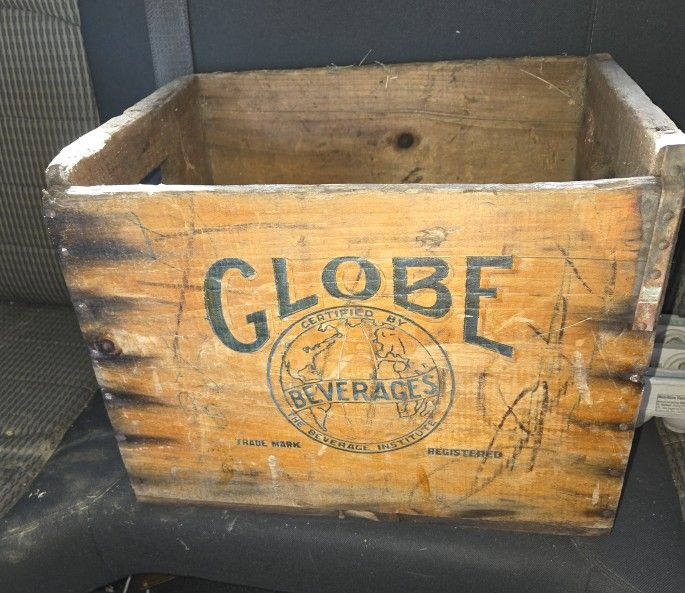 GLOBE
CERTIFIED BY
BEVERAGES
THE BEVERAGE INSTITUTE
TRADE MARK
REGISTERED